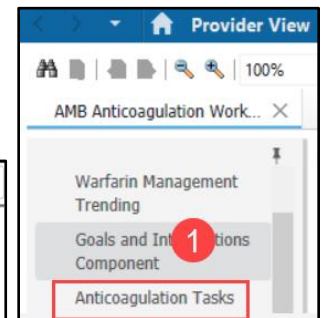 Provider View
100%
AMB Anticoagulation Work... ×
Warfarin Management
Trending
Goals and Int 1 tions
Component
Anticoagulation Tasks